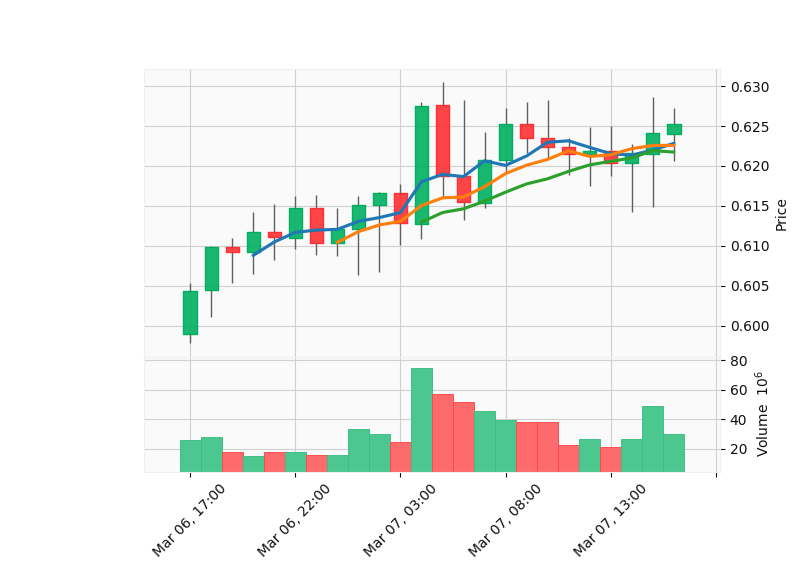 0.630
0.625
0.620
0.615
0.610
0.605
0.600
Price
80
60
40
20
Volume 10⁶
Mar 06, 17:00
Mar 06, 22:00
Mar 07, 03:00
Mar 07, 08:00
Mar 07, 13:00